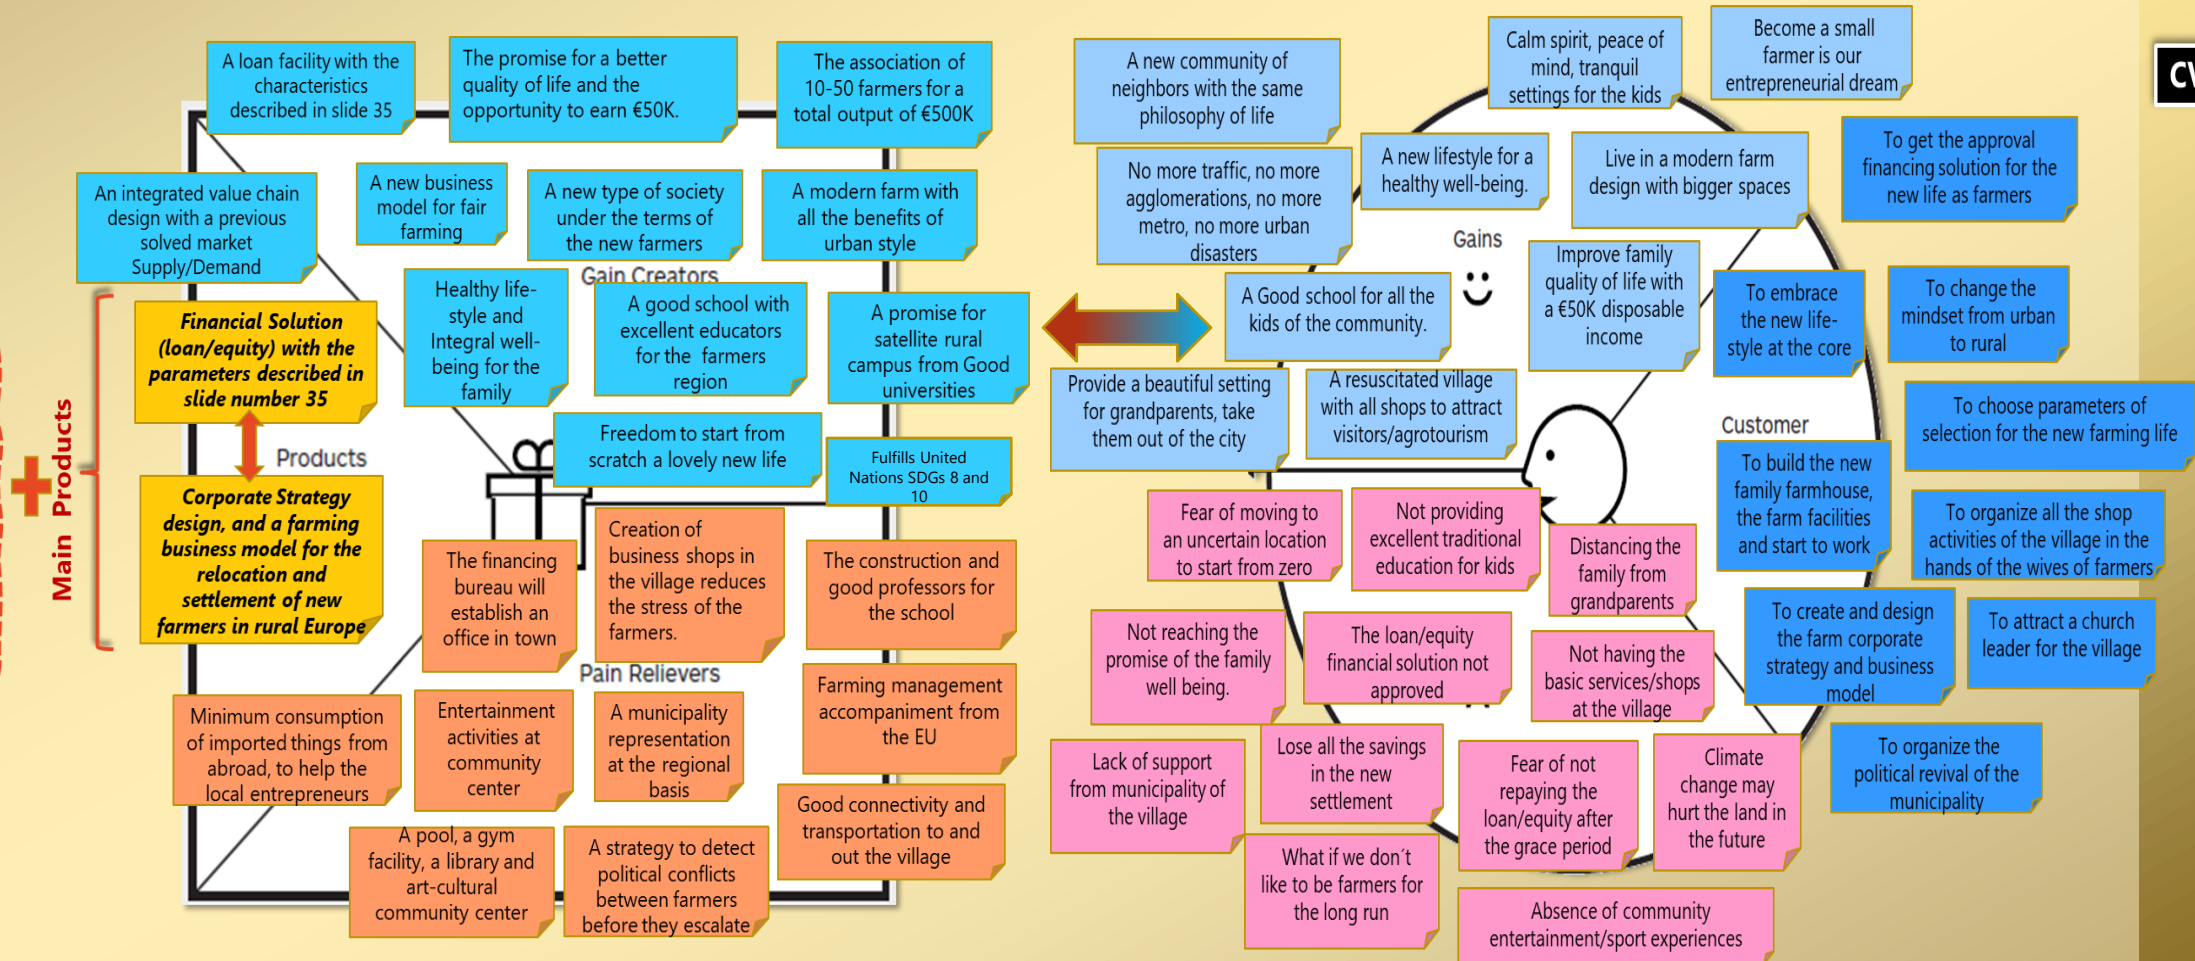 A loan facility with the
characteristics
described in slide 35
The promise for a better
quality of life and the
opportunity to earn €50K.
The association of
10-50 farmers for a
total output of €500K
An integrated value chain
design with a previous
solved market
Supply/Demand
A new business
model for fair
farming
A new type of society
under the terms of
the new farmers
A modern farm with
all the benefits of
urban style
Gain Creators
Healthy life-
style and
Integral well-
being for the
family
A good school with
excellent educators
for the farmers
region
A promise for
satellite rural
campus from Good
universities
Freedom to start from
scratch a lovely new life
Fulfills United
Nations SDGs 8 and
10
Main Products
Financial Solution
(loan/equity) with the
parameters described in
slide number 35
Products
Corporate Strategy
design, and a farming
business model for the
relocation and
settlement of new
farmers in rural Europe
The financing
bureau will
establish an
office in town
Creation of
business shops in
the village reduces
the stress of the
farmers.
The construction and
good professors for
the school
Pain Relievers
Minimum consumption
of imported things from
abroad, to help the
local entrepreneurs
Entertainment
activities at
community
center
A municipality
representation
at the regional
basis
Farming management
accompaniment from
the EU
Good connectivity and
transportation to and
out the village
A pool, a gym
facility, a library and
art-cultural
community center
A strategy to detect
political conflicts
between farmers
before they escalate
A new community of
neighbors with the same
philosophy of life
Calm spirit, peace of
mind, tranquil
settings for the kids
Become a small
farmer is our
entrepreneurial dream
No more traffic, no more
agglomerations, no more
metro, no more urban
disasters
A new lifestyle for a
healthy well-being.
Live in a modern farm
design with bigger spaces
Gains
A Good school for all the
kids of the community.
Improve family
quality of life with
a €50K disposable
income
Provide a beautiful setting
for grandparents, take
them out of the city
A resuscitated village
with all shops to attract
visitors/agrotourism
To get the approval
financing solution for the
new life as farmers
To embrace
the new life-
style at the core
To change the
mindset from urban
to rural
Customer
To choose parameters of
selection for the new farming life
To build the new
family farmhouse,
the farm facilities
and start to work
To organize all the shop
activities of the village in the
hands of the wives of farmers
To create and design
the farm corporate
strategy and business
model
To attract a church
leader for the village
To organize the
political revival of the
municipality
Fear of moving to
an uncertain location
to start from zero
Not providing
excellent traditional
education for kids
Distancing the
family from
grandparents
Not reaching the
promise of the family
well being.
The loan/equity
financial solution not
approved
Not having the
basic services/shops
at the village
Lack of support
from municipality of
the village
Lose all the savings
in the new
settlement
Fear of not
repaying the
loan/equity after
the grace period
Climate
change may
hurt the land in
the future
What if we don´t
like to be farmers for
the long run
Absence of community
entertainment/sport experiences